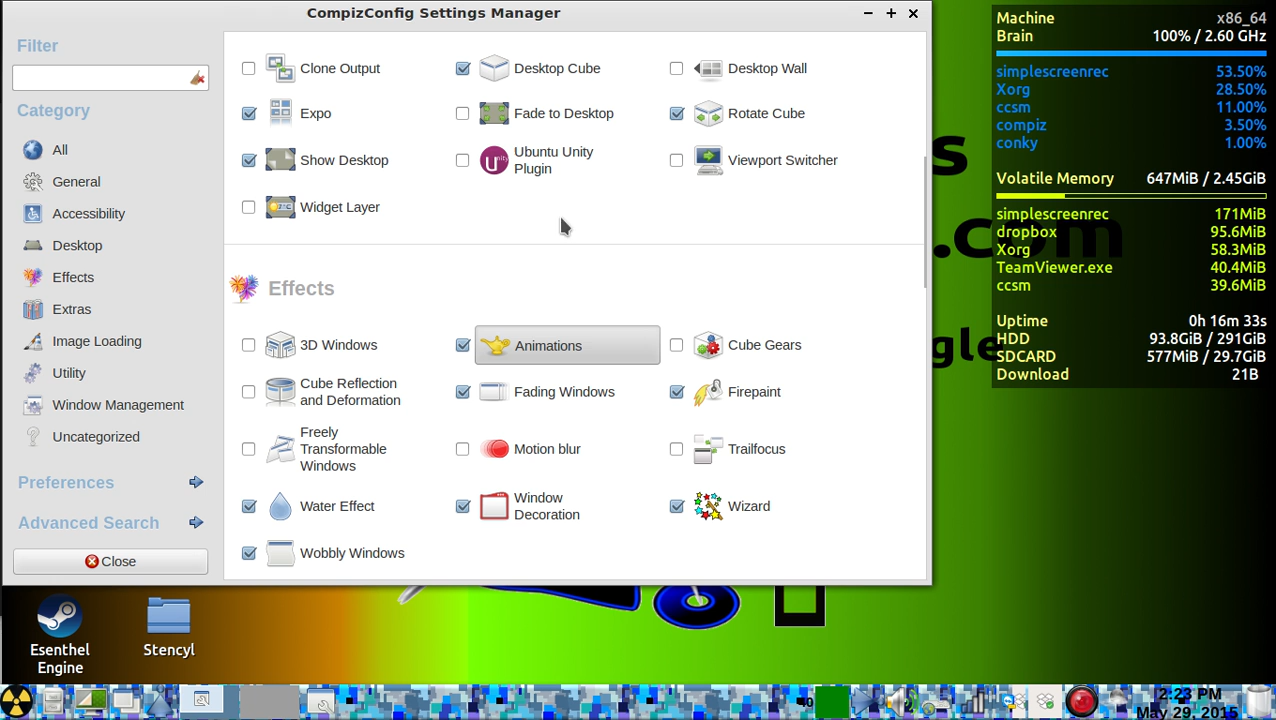 CompizConfig Settings Manager
Filter
Category
All
General
Accessibility
Desktop
Effects
Extras
Image Loading
Utility
Window Management
Uncategorized
Preferences
Advanced Search
Close
Clone Output
Desktop Cube
Desktop Wall
Expo
Fade to Desktop
Rotate Cube
Show Desktop
Ubuntu Unity
Plugin
Viewport Switcher
Widget Layer
Effects
3D Windows
Animations
Cube Gears
Cube Reflection
and Deformation
Fading Windows
Firepaint
Freely
Transformable
Windows
Motion blur
Trailfocus
Water Effect
Window
Decoration
Wizard
Wobbly Windows
s
.com
gle
Machine x86_64
Brain 100% / 2.60 GHz
simplescreenrec 53.50%
Xorg 28.50%
ccsm 11.00%
compiz 3.50%
conky 1.00%
Volatile Memory 647MiB / 2.45GiB
simplescreenrec 171MiB
dropbox 95.6MiB
Xorg 58.3MiB
TeamViewer.exe 40.4MiB
ccsm 39.6MiB
Uptime 0h 16m 33s
HDD 93.8GiB / 291GiB
SDCARD 577MiB / 29.7GiB
Download 21B
Esenthel
Engine
Stencyl
2:23 PM
May 29, 2015